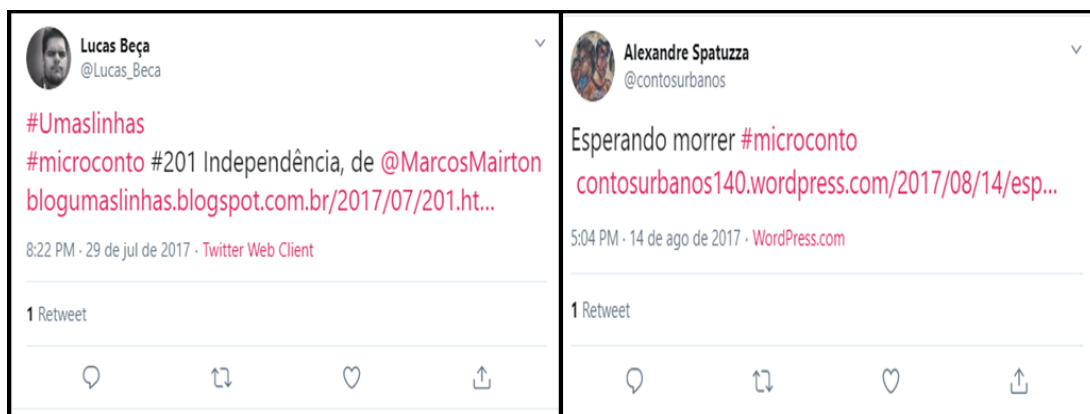 Lucas Beça
@Lucas_Beca
#Umaslinhas
#microconto #201 Independência, de @MarcosMairton
blogumaslinhas.blogspot.com.br/2017/07/201.ht...
8:22 PM · 29 de jul de 2017 · Twitter Web Client
1 Retweet
Alexandre Spatuzza
@contosurbanos
Esperando morrer #microconto
contosurbanos140.wordpress.com/2017/08/14/esp...
5:04 PM · 14 de ago de 2017 · WordPress.com
1 Retweet